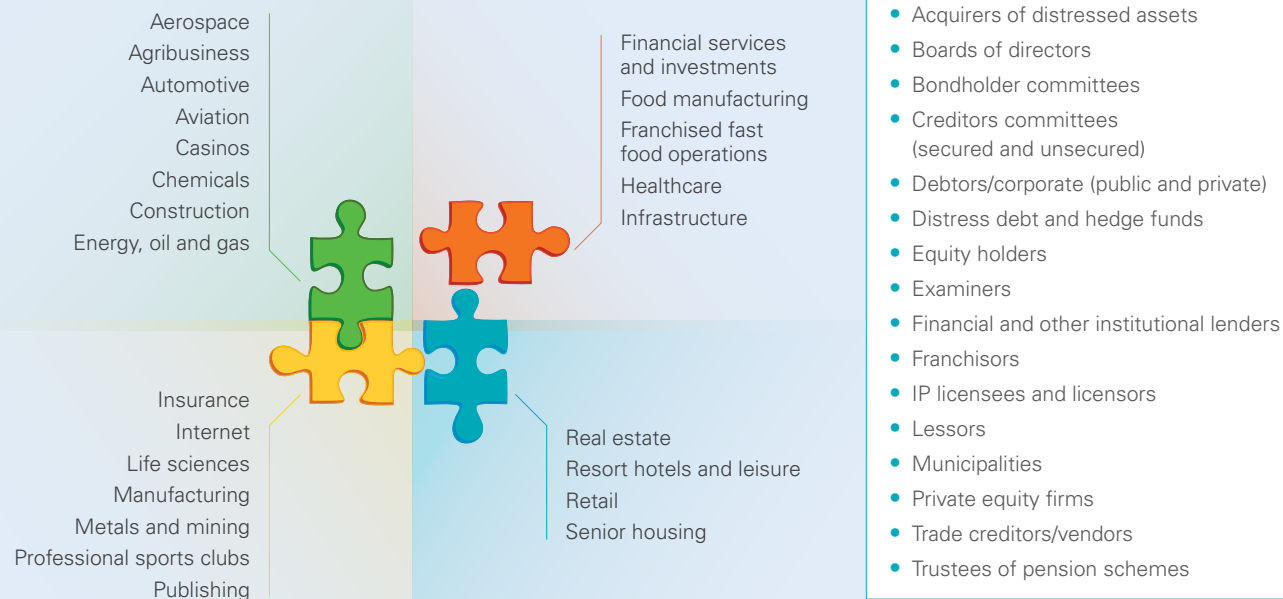 Aerospace
Agribusiness
Automotive
Aviation
Casinos
Chemicals
Construction
Energy, oil and gas
Financial services
and investments
Food manufacturing
Franchised fast
food operations
Healthcare
Infrastructure
Insurance
Internet
Life sciences
Manufacturing
Metals and mining
Professional sports clubs
Publishing
Real estate
Resort hotels and leisure
Retail
Senior housing
• Acquirers of distressed assets
• Boards of directors
• Bondholder committees
• Creditors committees
(secured and unsecured)
• Debtors/corporate (public and private)
• Distress debt and hedge funds
• Equity holders
• Examiners
• Financial and other institutional lenders
• Franchisors
• IP licensees and licensors
• Lessors
• Municipalities
• Private equity firms
• Trade creditors/vendors
• Trustees of pension schemes